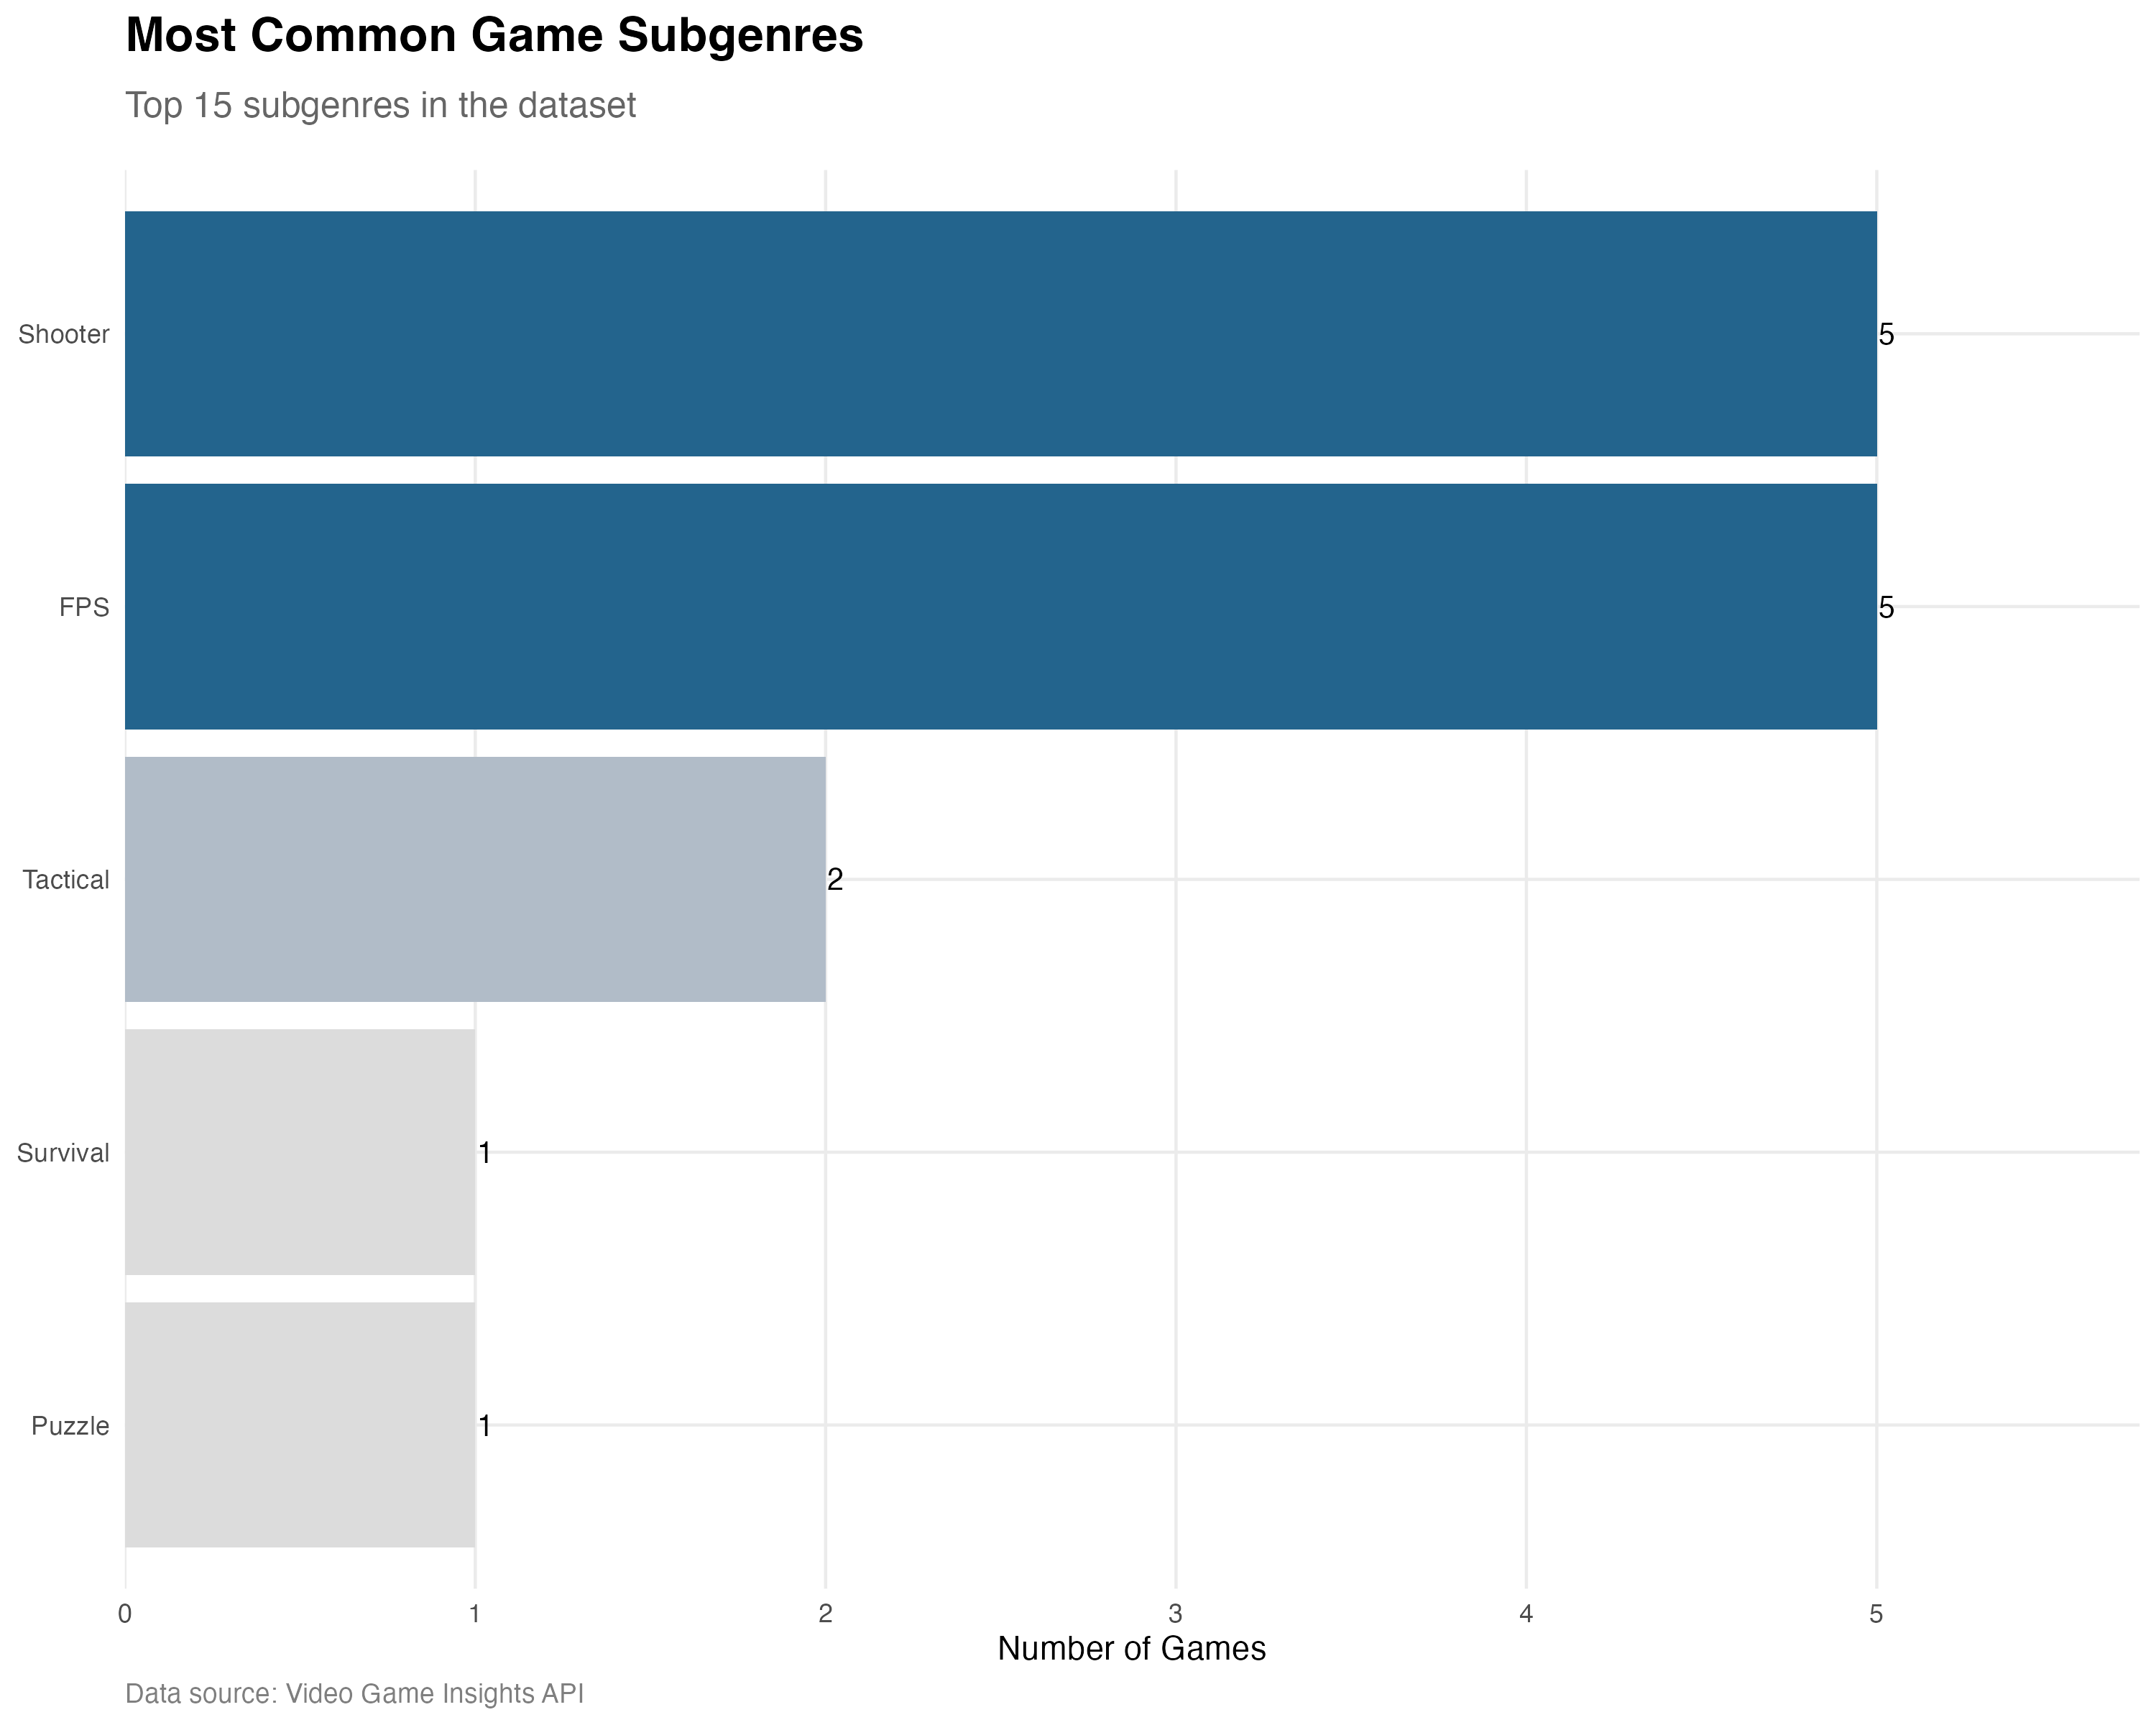 Most Common Game Subgenres
Top 15 subgenres in the dataset
Shooter
5
FPS
5
Tactical
2
Survival
1
Puzzle
1
0 1 2 3 4 5
Number of Games
Data source: Video Game Insights API